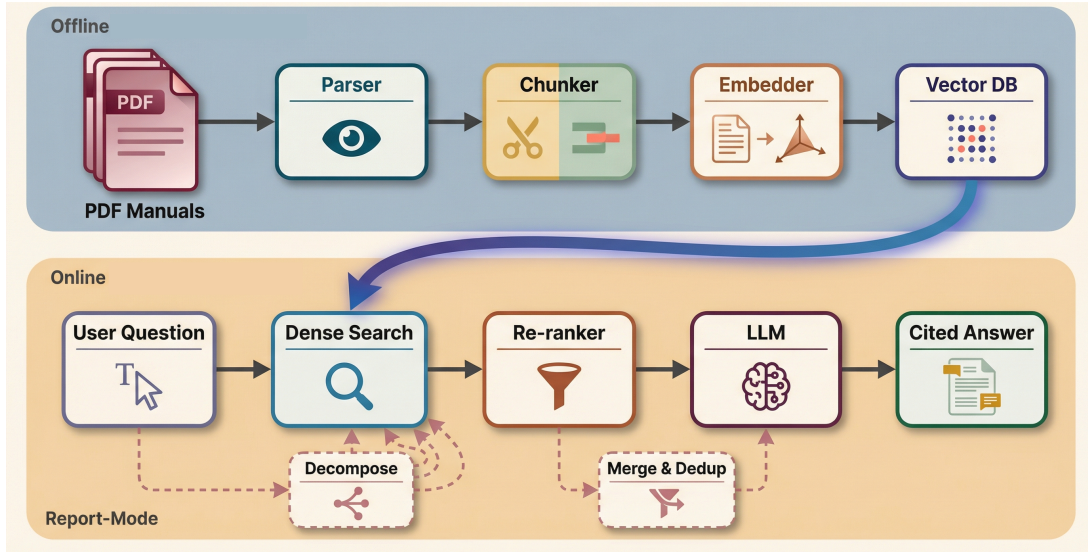 Offline
PDF
PDF Manuals
Parser
Chunker
Embedder
Vector DB
Online
User Question
T
Dense Search
Re-ranker
LLM
Cited Answer
Decompose
Merge & Dedup
Report-Mode